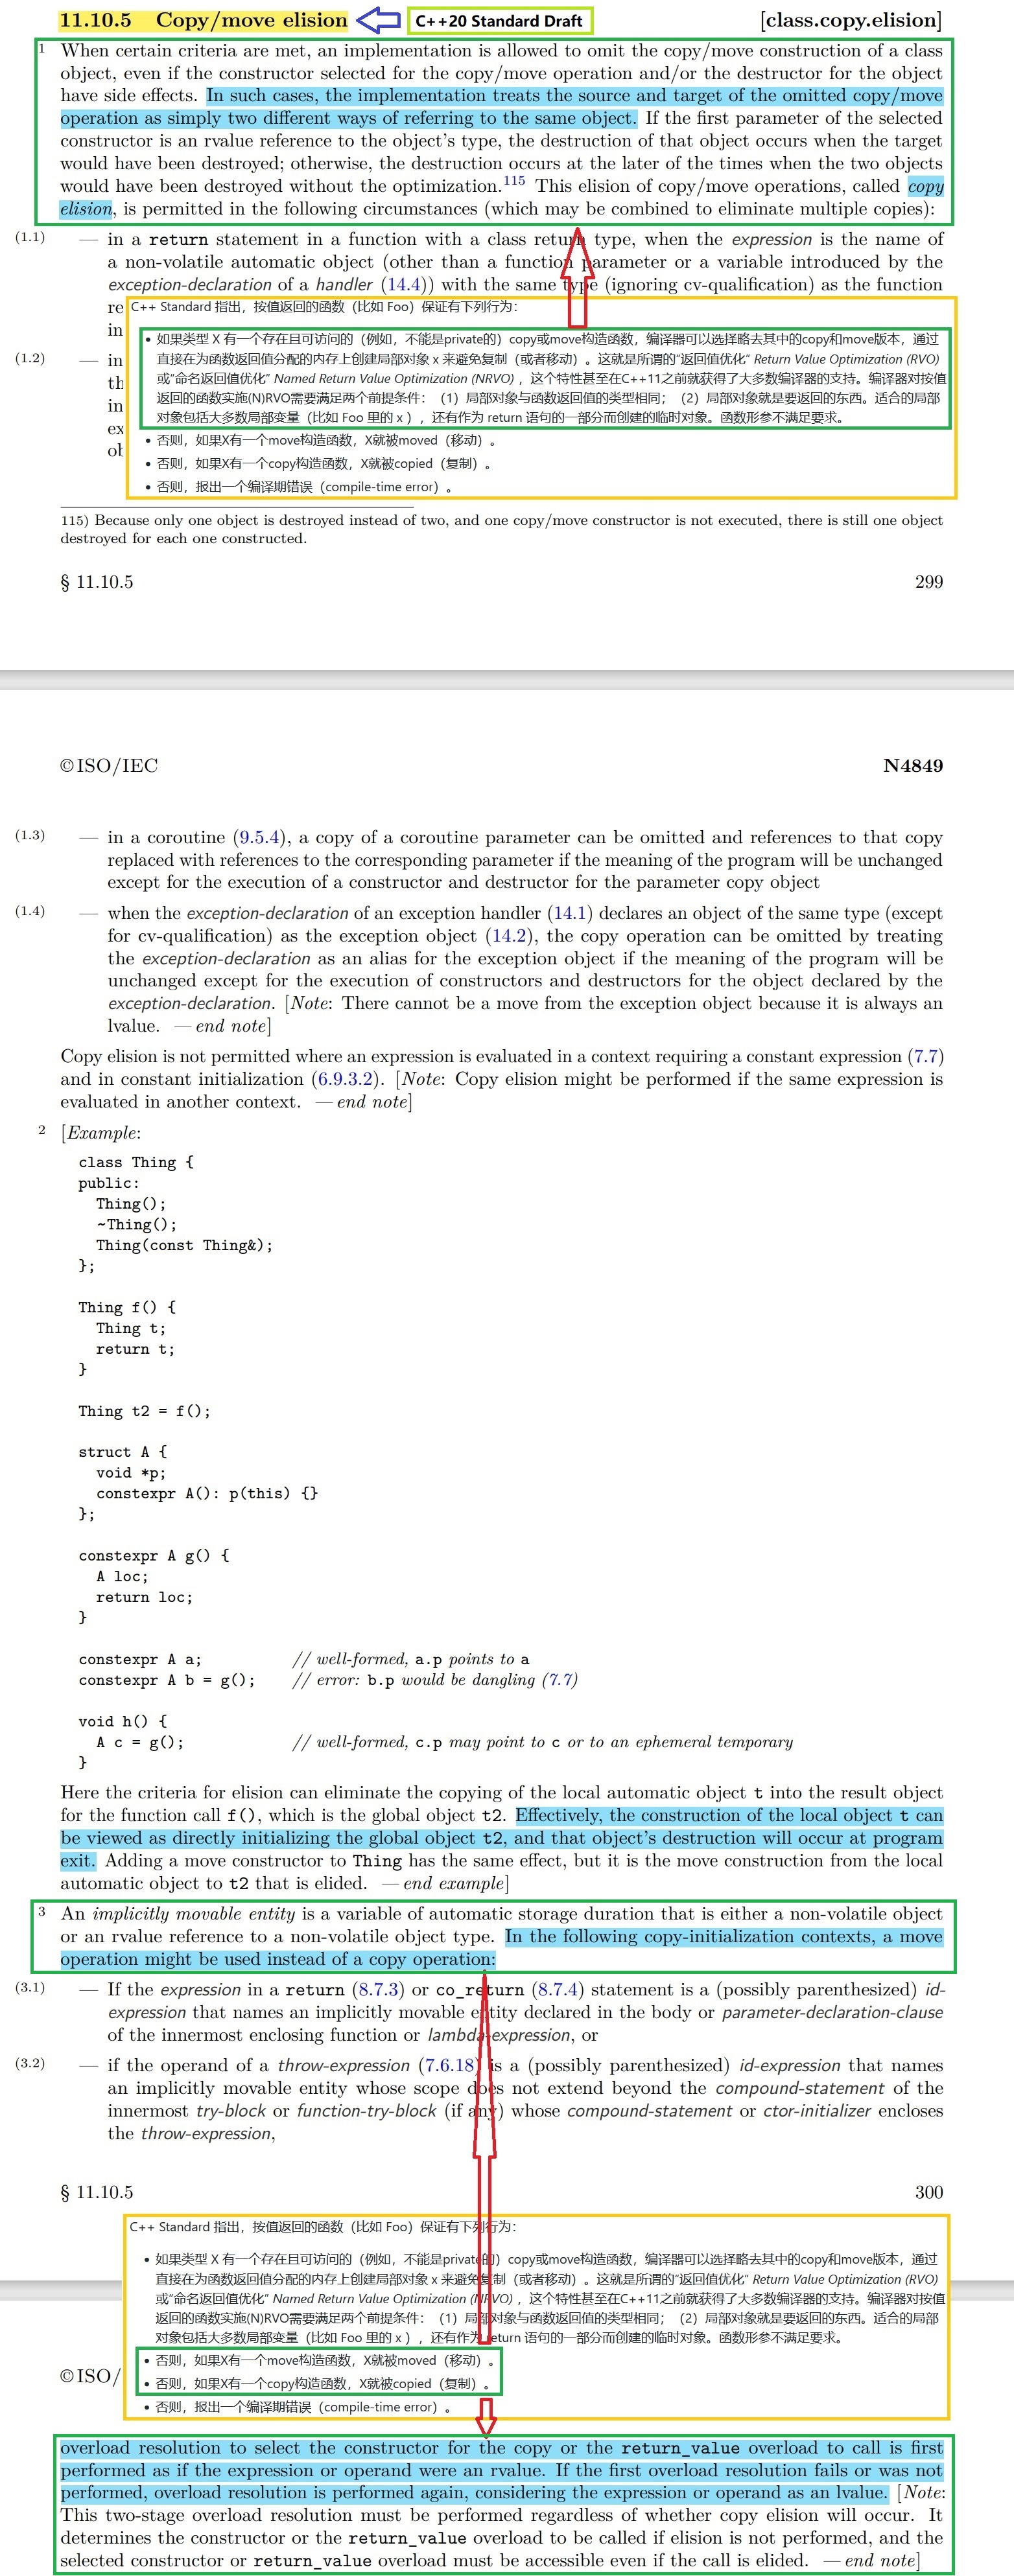 11.10.5 Copy/move elision
C++20 Standard Draft
[class.copy.elision]
1 When certain criteria are met, an implementation is allowed to omit the copy/move construction of a class
object, even if the constructor selected for the copy/move operation and/or the destructor for the object
have side effects. In such cases, the implementation treats the source and target of the omitted copy/move
operation as simply two different ways of referring to the same object. If the first parameter of the selected
constructor is an rvalue reference to the object's type, the destruction of that object occurs when the target
would have been destroyed; otherwise, the destruction occurs at the later of the times when the two objects
would have been destroyed without the optimization.115 This elision of copy/move operations, called copy
elision, is permitted in the following circumstances (which may be combined to eliminate multiple copies):
(1.1) — in a return statement in a function with a class return type, when the expression is the name of
a non-volatile automatic object (other than a function parameter or a variable introduced by the
exception-declaration of a handler (14.4)) with the same type (ignoring cv-qualification) as the function
re
in
(1.2) — in
th
in
ex
ob
C++ Standard 指出，按值返回的函数（比如 Foo）保证有下列行为：
• 如果类型 X 有一个存在且可访问的（例如，不能是private的）copy或move构造函数，编译器可以选择略去其中的copy和move版本，通过
直接在为函数返回值分配的内存上创建局部对象 x 来避免复制（或者移动）。这就是所谓的“返回值优化” Return Value Optimization (RVO)
或“命名返回值优化” Named Return Value Optimization (NRVO) ，这个特性甚至在C++11之前就获得了大多数编译器的支持。编译器对按值
返回的函数实施(N)RVO需要满足两个前提条件：（1）局部对象与函数返回值的类型相同；（2）局部对象就是要返回的东西。适合的局部
对象包括大多数局部变量（比如 Foo 里的 x ），还有作为 return 语句的一部分而创建的临时对象。函数形参不满足要求。
• 否则，如果X有一个move构造函数，X就被moved（移动）。
• 否则，如果X有一个copy构造函数，X就被copied（复制）。
• 否则，报出一个编译期错误（compile-time error）。
115) Because only one object is destroyed instead of two, and one copy/move constructor is not executed, there is still one object
destroyed for each one constructed.
§ 11.10.5 299
©ISO/IEC N4849
(1.3) — in a coroutine (9.5.4), a copy of a coroutine parameter can be omitted and references to that copy
replaced with references to the corresponding parameter if the meaning of the program will be unchanged
except for the execution of a constructor and destructor for the parameter copy object
(1.4) — when the exception-declaration of an exception handler (14.1) declares an object of the same type (except
for cv-qualification) as the exception object (14.2), the copy operation can be omitted by treating
the exception-declaration as an alias for the exception object if the meaning of the program will be
unchanged except for the execution of constructors and destructors for the object declared by the
exception-declaration. [Note: There cannot be a move from the exception object because it is always an
lvalue. — end note]
Copy elision is not permitted where an expression is evaluated in a context requiring a constant expression (7.7)
and in constant initialization (6.9.3.2). [Note: Copy elision might be performed if the same expression is
evaluated in another context. — end note]
2 [Example:
class Thing {
public:
Thing();
~Thing();
Thing(const Thing&);
};
Thing f() {
Thing t;
return t;
}
Thing t2 = f();
struct A {
void *p;
constexpr A(): p(this) {}
};
constexpr A g() {
A loc;
return loc;
}
constexpr A a; // well-formed, a.p points to a
constexpr A b = g(); // error: b.p would be dangling (7.7)
void h() {
A c = g(); // well-formed, c.p may point to c or to an ephemeral temporary
}
Here the criteria for elision can eliminate the copying of the local automatic object t into the result object
for the function call f(), which is the global object t2. Effectively, the construction of the local object t can
be viewed as directly initializing the global object t2, and that object's destruction will occur at program
exit. Adding a move constructor to Thing has the same effect, but it is the move construction from the local
automatic object to t2 that is elided. — end example]
3 An implicitly movable entity is a variable of automatic storage duration that is either a non-volatile object
or an rvalue reference to a non-volatile object type. In the following copy-initialization contexts, a move
operation might be used instead of a copy operation:
(3.1) — If the expression in a return (8.7.3) or co_return (8.7.4) statement is a (possibly parenthesized) id-
expression that names an implicitly movable entity declared in the body or parameter-declaration-clause
of the innermost enclosing function or lambda-expression, or
(3.2) — if the operand of a throw-expression (7.6.18) is a (possibly parenthesized) id-expression that names
an implicitly movable entity whose scope does not extend beyond the compound-statement of the
innermost try-block or function-try-block (if any) whose compound-statement or ctor-initializer encloses
the throw-expression,
§ 11.10.5 300
C++ Standard 指出，按值返回的函数（比如 Foo）保证有下列行为：
• 如果类型 X 有一个存在且可访问的（例如，不能是private的）copy或move构造函数，编译器可以选择略去其中的copy和move版本，通过
直接在为函数返回值分配的内存上创建局部对象 x 来避免复制（或者移动）。这就是所谓的“返回值优化” Return Value Optimization (RVO)
或“命名返回值优化” Named Return Value Optimization (NRVO) ，这个特性甚至在C++11之前就获得了大多数编译器的支持。编译器对按值
返回的函数实施(N)RVO需要满足两个前提条件：（1）局部对象与函数返回值的类型相同；（2）局部对象就是要返回的东西。适合的局部
对象包括大多数局部变量（比如 Foo 里的 x ），还有作为 return 语句的一部分而创建的临时对象。函数形参不满足要求。
• 否则，如果X有一个move构造函数，X就被moved（移动）。
• 否则，如果X有一个copy构造函数，X就被copied（复制）。
• 否则，报出一个编译期错误（compile-time error）。
©ISO/
overload resolution to select the constructor for the copy or the return_value overload to call is first
performed as if the expression or operand were an rvalue. If the first overload resolution fails or was not
performed, overload resolution is performed again, considering the expression or operand as an lvalue. [Note:
This two-stage overload resolution must be performed regardless of whether copy elision will occur. It
determines the constructor or the return_value overload to be called if elision is not performed, and the
selected constructor or return_value overload must be accessible even if the call is elided. — end note]